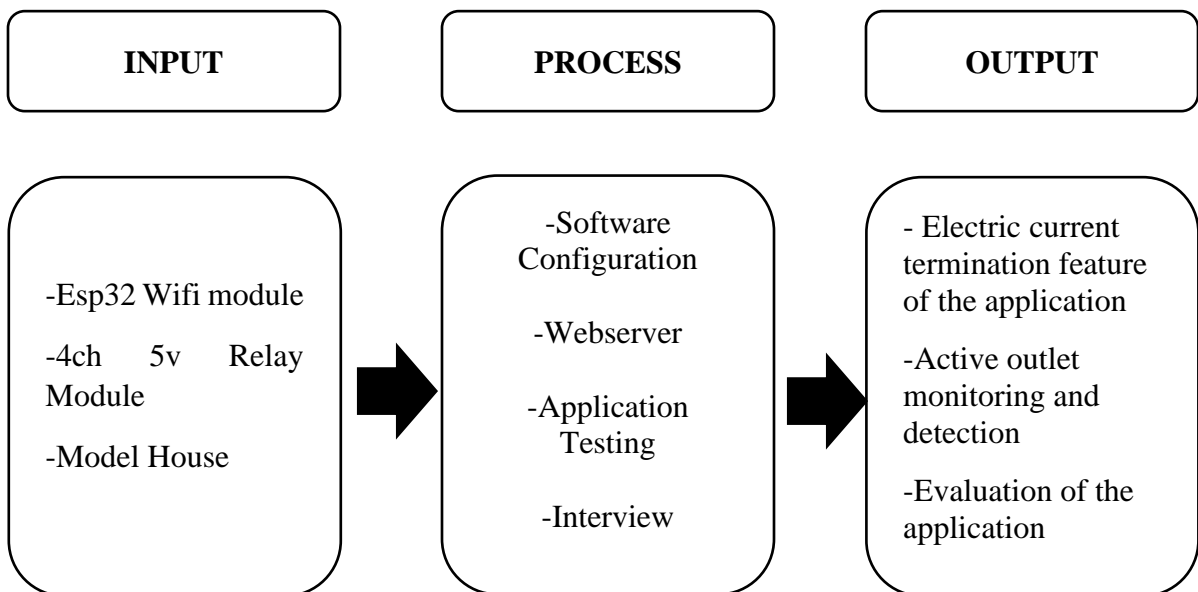 INPUT
PROCESS
OUTPUT
-Esp32 Wifi module
-4ch 5v Relay
Module
-Model House
-Software
Configuration
-Webserver
-Application
Testing
-Interview
- Electric current
termination feature
of the application
-Active outlet
monitoring and
detection
-Evaluation of the
application